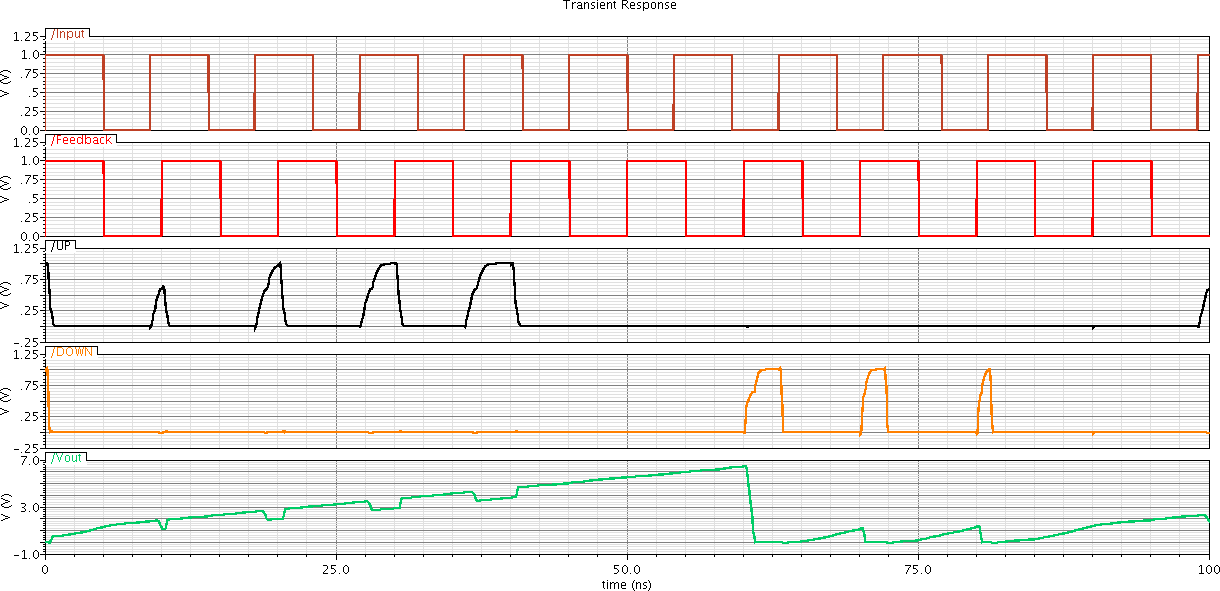 Transient Response
/Input
1.25
1.0
.75
.5
.25
0.0
V (V)
/Feedback
1.25
1.0
.75
.5
.25
0.0
V (V)
/UP
1.25
.75
.25
-.25
V (V)
/DOWN
1.25
.75
.25
-.25
V (V)
/Vout
7.0
3.0
-1.0
V (V)
0 25.0 50.0 75.0 100
time (ns)